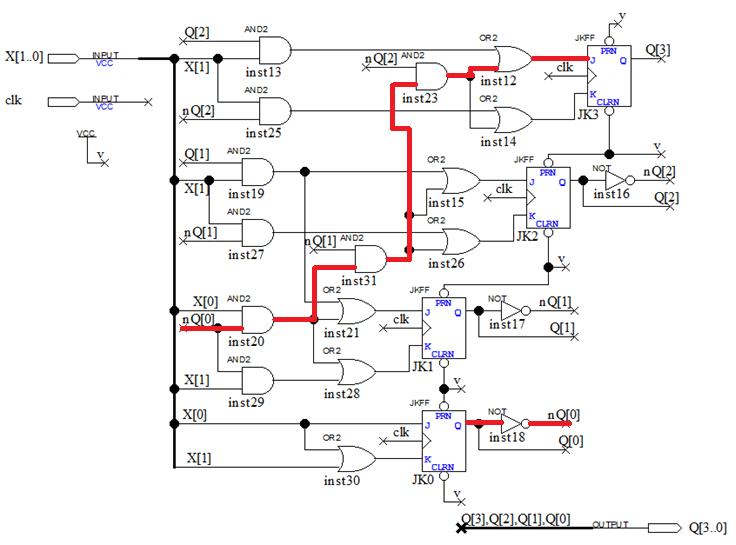 Q[2]
AND2
X[1..0]
INPUT
VCC
X[1]
inst13
nQ[2]
AND2
inst23
OR2
inst12
JKFF
v
PRN
J
Q
clk
K
CLRN
JK3
Q[3]
clk
INPUT
VCC
nQ[2]
AND2
inst25
OR2
inst14
VCC
v
v
Q[1]
AND2
X[1]
inst19
OR2
inst15
JKFF
PRN
J
Q
clk
K
CLRN
JK2
NOT
inst16
nQ[2]
Q[2]
nQ[1]
AND2
inst27
nQ[1]
AND2
inst31
OR2
inst26
v
X[0]
AND2
nQ[0]
inst20
OR2
inst21
JKFF
PRN
J
Q
clk
K
CLRN
JK1
NOT
inst17
nQ[1]
Q[1]
AND2
X[1]
inst29
OR2
inst28
v
X[0]
JKFF
PRN
J
Q
clk
K
CLRN
JK0
NOT
inst18
nQ[0]
Q[0]
OR2
X[1]
inst30
v
Q[3],Q[2],Q[1],Q[0]
OUTPUT
Q[3..0]